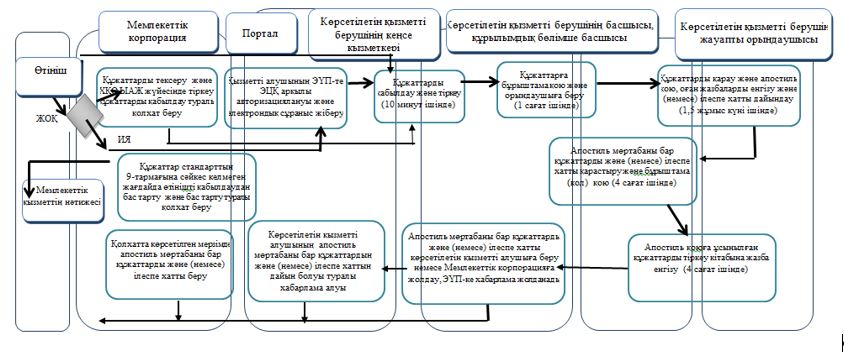 Мемлекеттік
корпорация
Портал
Көрсетілетін қызметті
берушінің кеңсе
қызметкері
Көрсетілетін қызметті берушінің басшысы,
құрылымдық бөлімше басшысы
Көрсетілетін қызметті берушін
жауапты орындаушысы
Өтініш
ЖОҚ
ИЯ
Мемлекеттік
қызметтің нәтижесі
Құжаттарды тексеру және
ЖҮЙЕСІНДЕ тіркеу
құжаттарды қабылдау туралы
қолхат беру
Қызметті алушының ЭҮП-те
ЭЦҚ арқылы
авторизациялануы және
электрондық сұраныс жіберу
Құжаттарды
қабылдау және тіркеу
(10 минут ішінде)
Құжаттарға
бұрыштама қою және
орындаушыға беру
(1 сағат ішінде)
Құжаттарды қарау және апостиль
қою, оған жазбаларды енгізу және
(немесе) ілеспе хатты дайындау
(1,5 жұмыс күні ішінде)
Құжаттар стандарттың
9-тармағына сәйкес келмеген
жағдайда өтінішті қабылдаудан
бас тарту және бас тарту туралы
қолхат беру
Апостиль мөртабаны бар
құжаттарды және (немесе) ілеспе
хатты қарастыру және бұрыштама
(қол) қою (4 сағат ішінде)
Қолхатта көрсетілген мерзімде
апостиль мөртабаны бар
құжаттарды және (немесе)
ілеспе хатты беру
Көрсетілетін қызметті
алушының апостиль
мөртабаны бар құжаттардың
және (немесе) ілеспе хаттың
дайын болуы туралы
хабарлама алуы
Апостиль мөртабаны бар құжаттарды
және (немесе) ілеспе хатты
көрсетілетін қызметті алушыға беру
немесе Мемлекеттік корпорацияға
жолдау, ЭҮП-ке хабарлама жолданады
Апостиль қоюға ұсынылған
құжаттарды тіркеу кітабына жазба
енгізу (4 сағат ішінде)